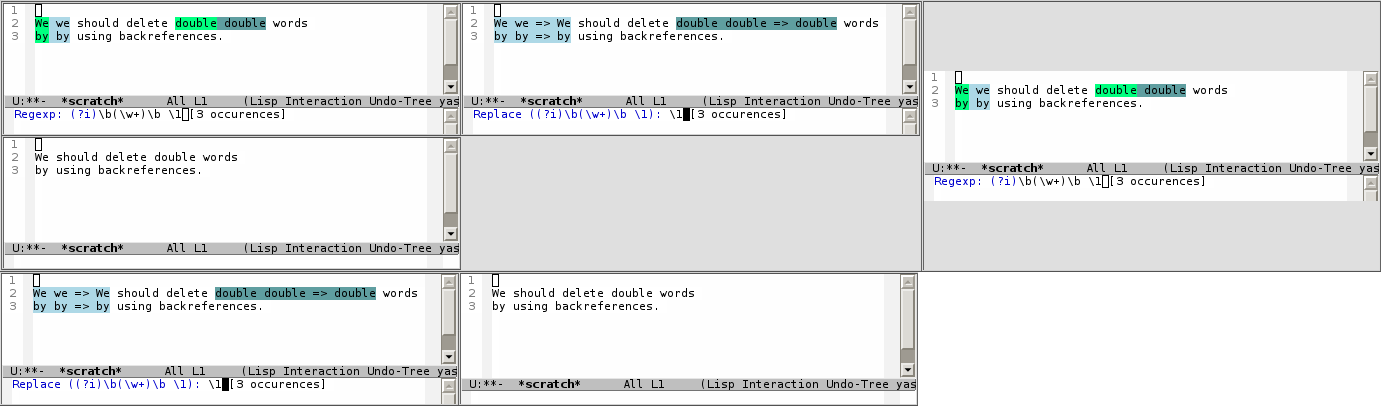 1
2 We we should delete double double words
3 by by using backreferences.
U:**- *scratch* All L1 (Lisp Interaction Undo-Tree yas
Regexp: (?i)\b(\w+)\b \1[3 occurences]
1
2 We we => We should delete double double => double words
3 by by => by using backreferences.
U:**- *scratch* All L1 (Lisp Interaction Undo-Tree yas
Replace ((?i)\b(\w+)\b \1): \1[3 occurences]
1
2 We we should delete double double words
3 by by using backreferences.
U:**- *scratch* All L1 (Lisp Interaction Undo-Tree yas
Regexp: (?i)\b(\w+)\b \1[3 occurences]
1
2 We should delete double words
3 by using backreferences.
U:**- *scratch* All L1 (Lisp Interaction Undo-Tree yas
1
2 We we => We should delete double double => double words
3 by by => by using backreferences.
U:**- *scratch* All L1 (Lisp Interaction Undo-Tree yas
Replace ((?i)\b(\w+)\b \1): \1[3 occurences]
1
2 We should delete double words
3 by using backreferences.
U:**- *scratch* All L1 (Lisp Interaction Undo-Tree yas